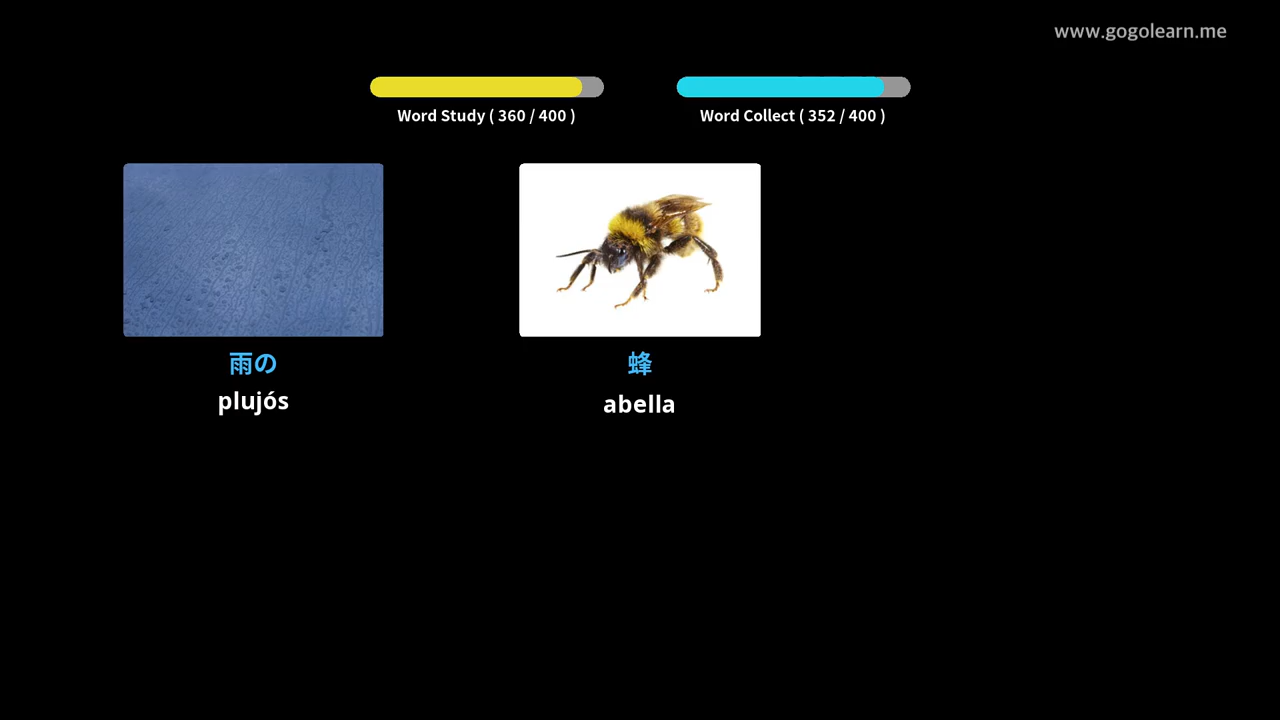 www.gogolearn.me
Word Study ( 360 / 400 )
Word Collect ( 352 / 400 )
雨の
plujós
蜂
abella